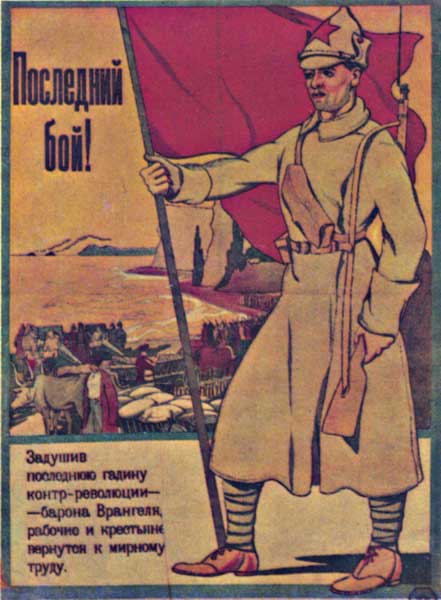 Последний
бой!
Задушив
последнюю гадину
контр-революции—
—барона Врангеля,
рабочие и крестьяне
вернутся к мирному
труду.